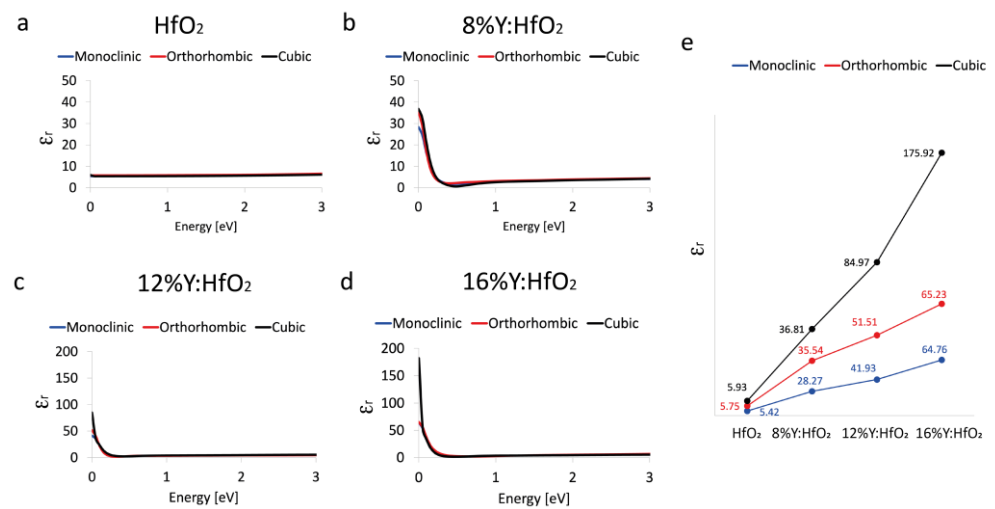 a
HfO₂
Monoclinic Orthorhombic Cubic
50
40
30
20
10
0
εr
0 1 2 3
Energy [eV]
b
8%Y:HfO₂
Monoclinic Orthorhombic Cubic
50
40
30
20
10
0
εr
0 1 2 3
Energy [eV]
c
12%Y:HfO₂
Monoclinic Orthorhombic Cubic
200
150
100
50
0
εr
0 1 2 3
Energy [eV]
d
16%Y:HfO₂
Monoclinic Orthorhombic Cubic
200
150
100
50
0
εr
0 1 2 3
Energy [eV]
e
Monoclinic Orthorhombic Cubic
εr
175.92
84.97
65.23
36.81
51.51
35.54
64.76
41.93
28.27
5.93
5.75
5.42
HfO₂ 8%Y:HfO₂ 12%Y:HfO₂ 16%Y:HfO₂